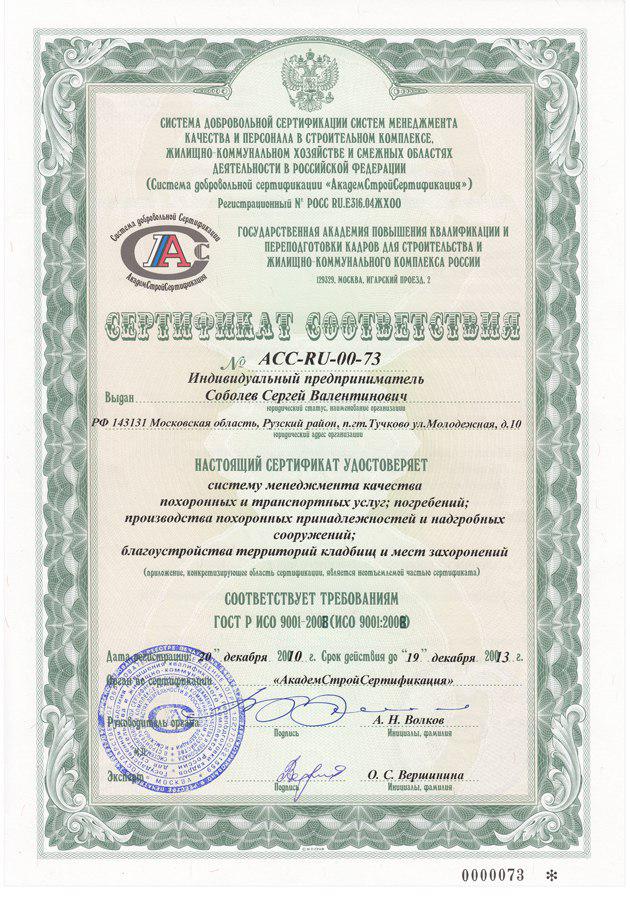 СИСТЕМА ДОБРОВОЛЬНОЙ СЕРТИФИКАЦИИ СИСТЕМ МЕНЕДЖМЕНТА
КАЧЕСТВА И ПЕРСОНАЛА В СТРОИТЕЛЬНОМ КОМПЛЕКСЕ,
ЖИЛИЩНО-КОММУНАЛЬНОМ ХОЗЯЙСТВЕ И СМЕЖНЫХ ОБЛАСТЯХ
ДЕЯТЕЛЬНОСТИ В РОССИЙСКОЙ ФЕДЕРАЦИИ
(Система добровольной сертификации «АкадемСтройСертификация»)
Регистрационный № РОСС RU.Е316.04ЖХ00
Система добровольной Сертификации
АС
АкадемСтройСертификация
ГОСУДАРСТВЕННАЯ АКАДЕМИЯ ПОВЫШЕНИЯ КВАЛИФИКАЦИИ И
ПЕРЕПОДГОТОВКИ КАДРОВ ДЛЯ СТРОИТЕЛЬСТВА И
ЖИЛИЩНО-КОММУНАЛЬНОГО КОМПЛЕКСА РОССИИ
129329, МОСКВА, ИГАРСКИЙ ПРОЕЗД, 2
СЕРТИФИКАТ СООТВЕТСТВИЯ
№ ACC-RU-00-73
Индивидуальный предприниматель
Выдан Соболев Сергей Валентинович
юридический статус, наименование организации
РФ 143131 Московская область, Рузский район, п.гт.Тучково ул.Молодежная, д.10
юридический адрес организации
НАСТОЯЩИЙ СЕРТИФИКАТ УДОСТОВЕРЯЕТ
систему менеджмента качества
похоронных и транспортных услуг; погребений;
производства похоронных принадлежностей и надгробных
сооружений;
благоустройства территорий кладбищ и мест захоронений
(приложение, конкретизирующее область сертификации, является неотъемлемой частью сертификата)
СООТВЕТСТВУЕТ ТРЕБОВАНИЯМ
ГОСТ Р ИСО 9001-2008 (ИСО 9001:2008)
Дата регистрации: "20" декабря 2010 г. Срок действия до "19" декабря 2013 г.
Орган по сертификации «АкадемСтройСертификация»
Руководитель органа А. Н. Волков
Подпись Инициалы, фамилия
М.П.
Эксперт О. С. Вершинина
Подпись Инициалы, фамилия
0000073 *